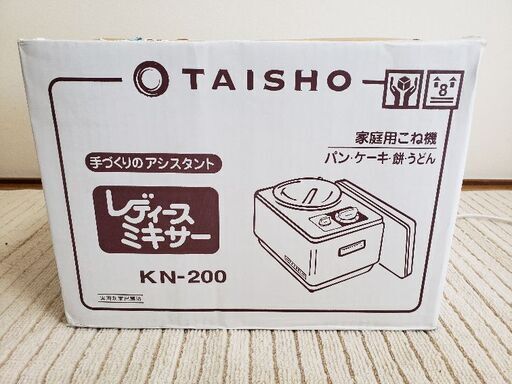 TAISHO
8
家庭用こね機
パン・ケーキ・餅・うどん
手づくりのアシスタント
レディース
ミキサー
KN-200